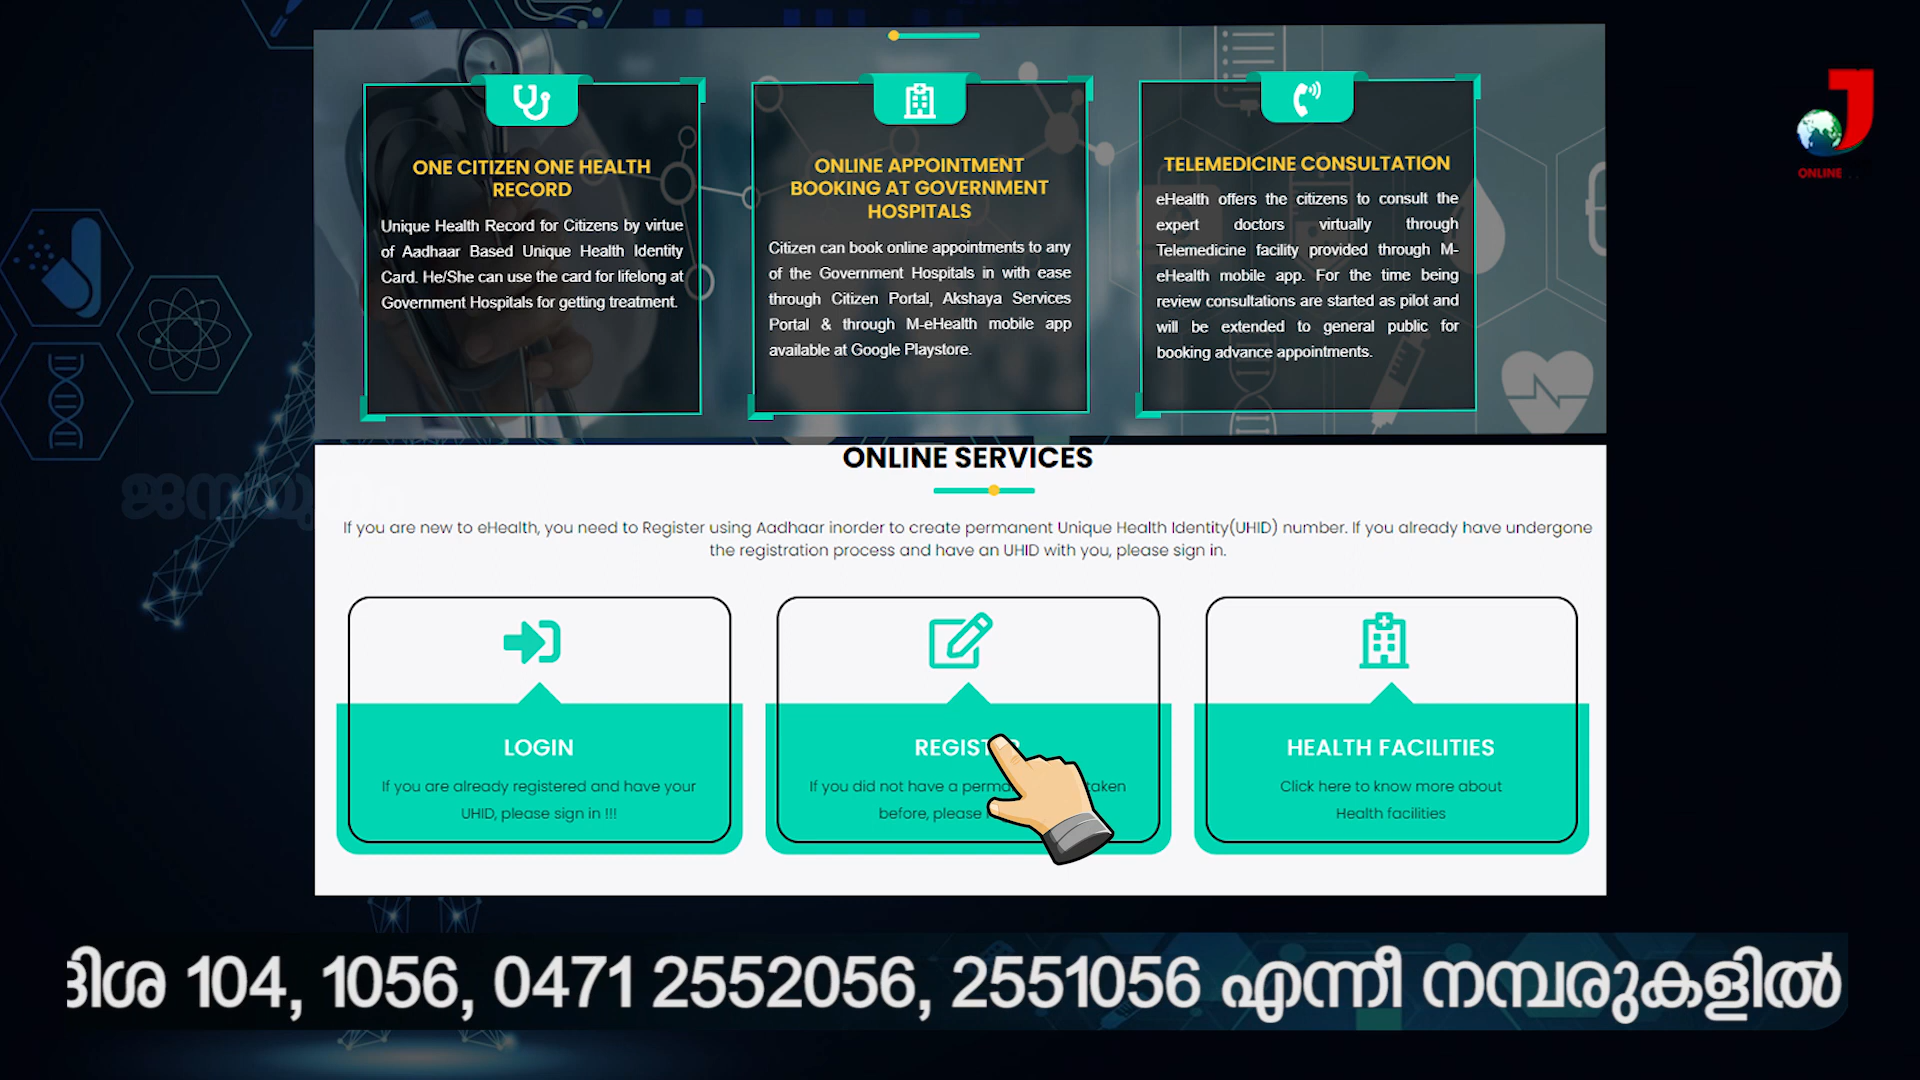 ONLINE
ONE CITIZEN ONE HEALTH
RECORD
Unique Health Record for Citizens by virtue
of Aadhaar Based Unique Health Identity
Card. He/She can use the card for lifelong at
Government Hospitals for getting treatment.
ONLINE APPOINTMENT
BOOKING AT GOVERNMENT
HOSPITALS
Citizen can book online appointments to any
of the Government Hospitals in with ease
through Citizen Portal, Akshaya Services
Portal & through M-eHealth mobile app
available at Google Playstore.
TELEMEDICINE CONSULTATION
eHealth offers the citizens to consult the
expert doctors virtually through
Telemedicine facility provided through M-
eHealth mobile app. For the time being
review consultations are started as pilot and
will be extended to general public for
booking advance appointments.
ONLINE SERVICES
If you are new to eHealth, you need to Register using Aadhaar inorder to create permanent Unique Health Identity(UHID) number. If you already have undergone
the registration process and have an UHID with you, please sign in.
LOGIN
If you are already registered and have your
UHID, please sign in !!!
If you did not have a taken
before, please
HEALTH FACILITIES
Click here to know more about
Health facilities
104, 1056, 0471 2552056, 2551056 എന്നീ നമ്പരുകളിൽ